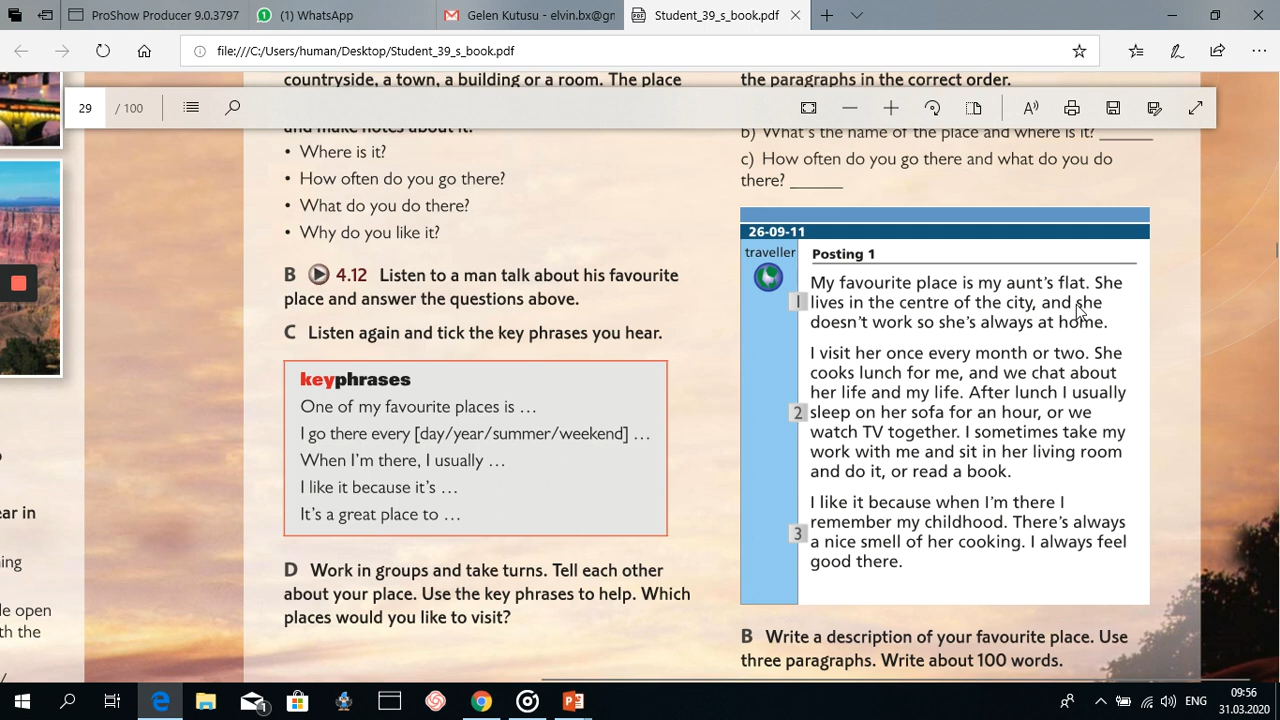 ProShow Producer 9.0.3797
(1) WhatsApp
Gelen Kutusu - elvin.bx@gm
Student_39_s_book.pdf
file:///C:/Users/human/Desktop/Student_39_s_book.pdf
29 / 100
countryside, a town, a building or a room. The place
and make notes about it.
• Where is it?
• How often do you go there?
• What do you do there?
• Why do you like it?
B 4.12 Listen to a man talk about his favourite
place and answer the questions above.
C Listen again and tick the key phrases you hear.
keyphrases
One of my favourite places is …
I go there every [day/year/summer/weekend] …
When I'm there, I usually …
I like it because it's …
It's a great place to …
D Work in groups and take turns. Tell each other
about your place. Use the key phrases to help. Which
places would you like to visit?
the paragraphs in the correct order.
b) What's the name of the place and where is it? ______
c) How often do you go there and what do you do
there? ______
26-09-11
traveller
Posting 1
My favourite place is my aunt's flat. She
1 lives in the centre of the city, and she
doesn't work so she's always at home.
I visit her once every month or two. She
cooks lunch for me, and we chat about
her life and my life. After lunch I usually
2 sleep on her sofa for an hour, or we
watch TV together. I sometimes take my
work with me and sit in her living room
and do it, or read a book.
I like it because when I'm there I
remember my childhood. There's always
3 a nice smell of her cooking. I always feel
good there.
B Write a description of your favourite place. Use
three paragraphs. Write about 100 words.
ear in
ing
le open
th the
ENG
09:56
31.03.2020